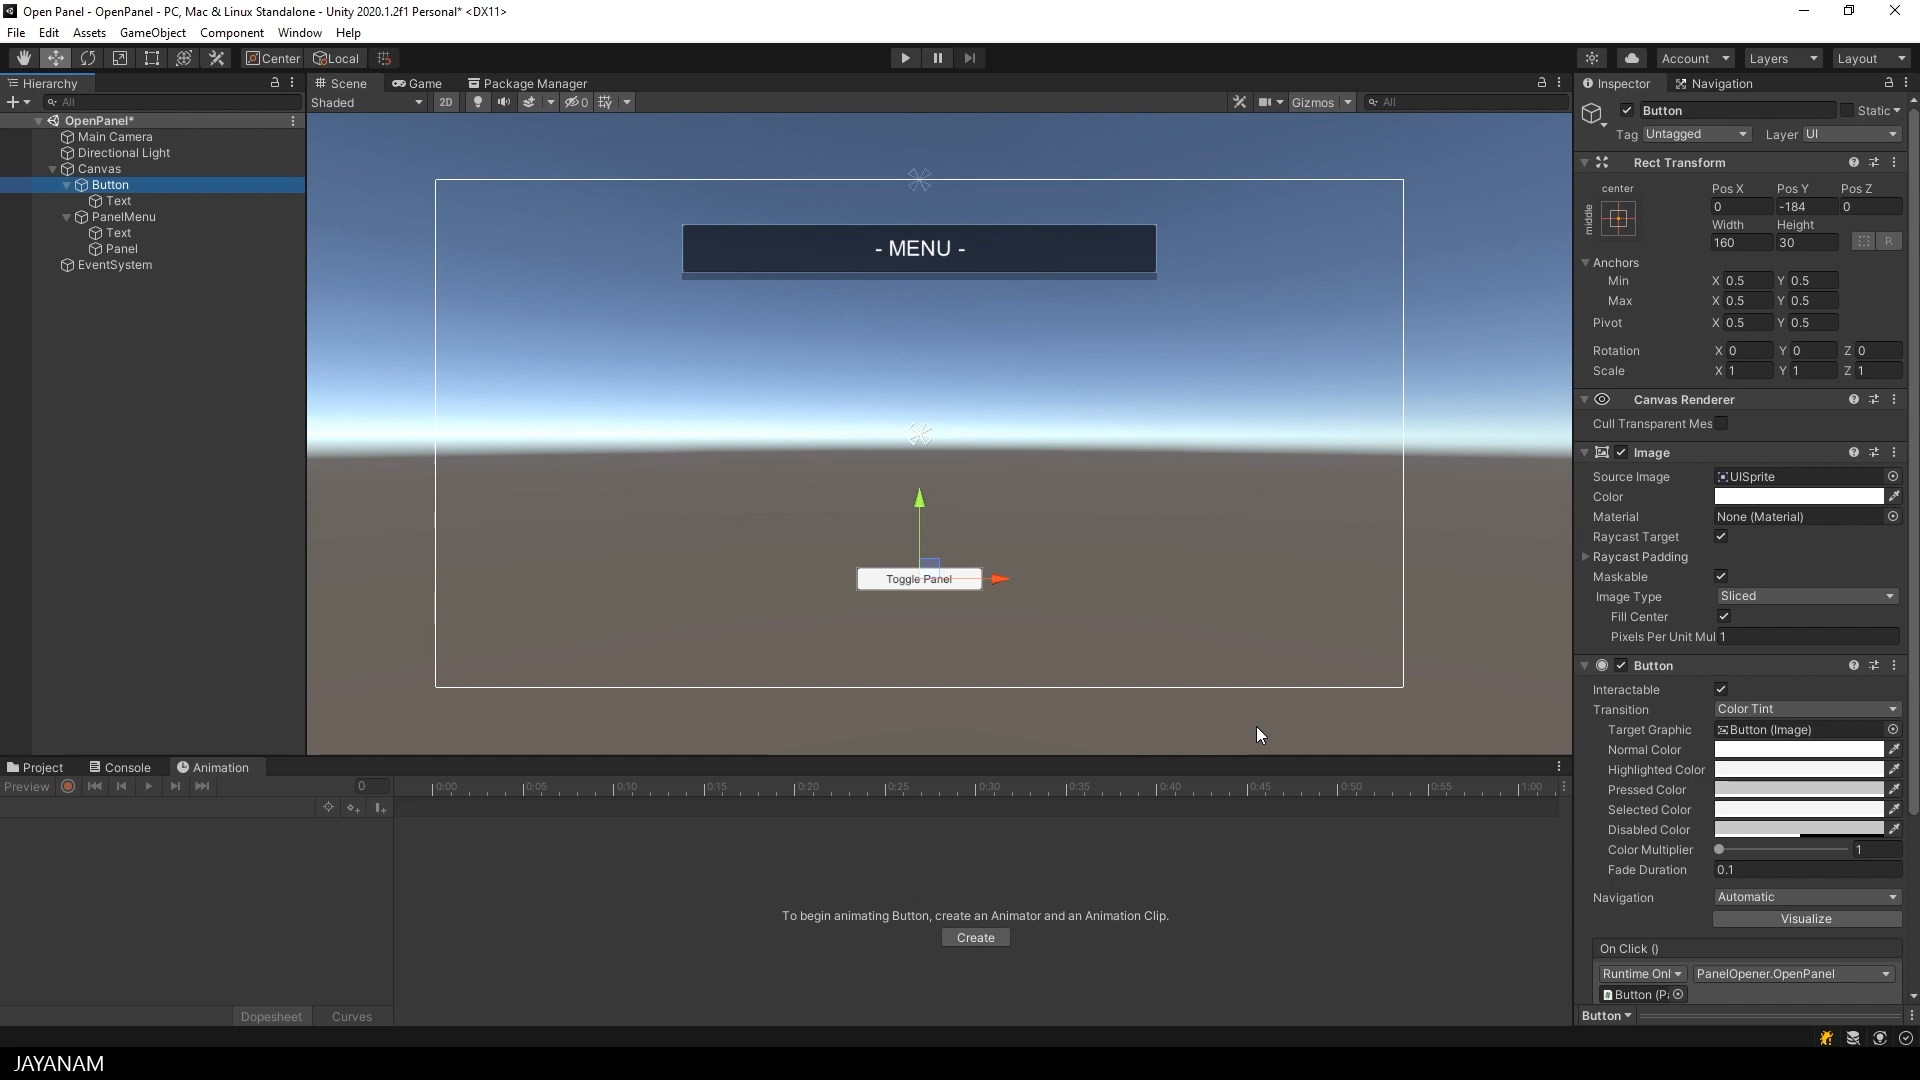 Open Panel - OpenPanel - PC, Mac & Linux Standalone - Unity 2020.1.2f1 Personal* <DX11>
File Edit Assets GameObject Component Window Help
Center Local Account Layers Layout
Hierarchy Scene Game Package Manager Inspector Navigation
All Shaded 2D 0 Gizmos All
OpenPanel*
Main Camera
Directional Light
Canvas
Button
Text
PanelMenu
Text
Panel
EventSystem
- MENU -
Toggle Panel
Button Static
Tag Untagged Layer UI
Rect Transform
center
middle
Pos X Pos Y Pos Z
0 -184 0
Width Height
160 30 R
Anchors
Min X 0.5 Y 0.5
Max X 0.5 Y 0.5
Pivot X 0.5 Y 0.5
Rotation X 0 Y 0 Z 0
Scale X 1 Y 1 Z 1
Canvas Renderer
Cull Transparent Mes
Image
Source Image UISprite
Color
Material None (Material)
Raycast Target
Raycast Padding
Maskable
Image Type Sliced
Fill Center
Pixels Per Unit Mul 1
Button
Interactable
Transition Color Tint
Target Graphic Button (Image)
Normal Color
Highlighted Color
Pressed Color
Selected Color
Disabled Color
Color Multiplier 1
Fade Duration 0.1
Navigation Automatic
Visualize
On Click ()
Runtime Onl PanelOpener.OpenPanel
Button (Pa
Button
Project Console Animation
Preview 0 0:00 0:05 0:10 0:15 0:20 0:25 0:30 0:35 0:40 0:45 0:50 0:55 1:00
To begin animating Button, create an Animator and an Animation Clip.
Create
Dopesheet Curves
JAYANAM